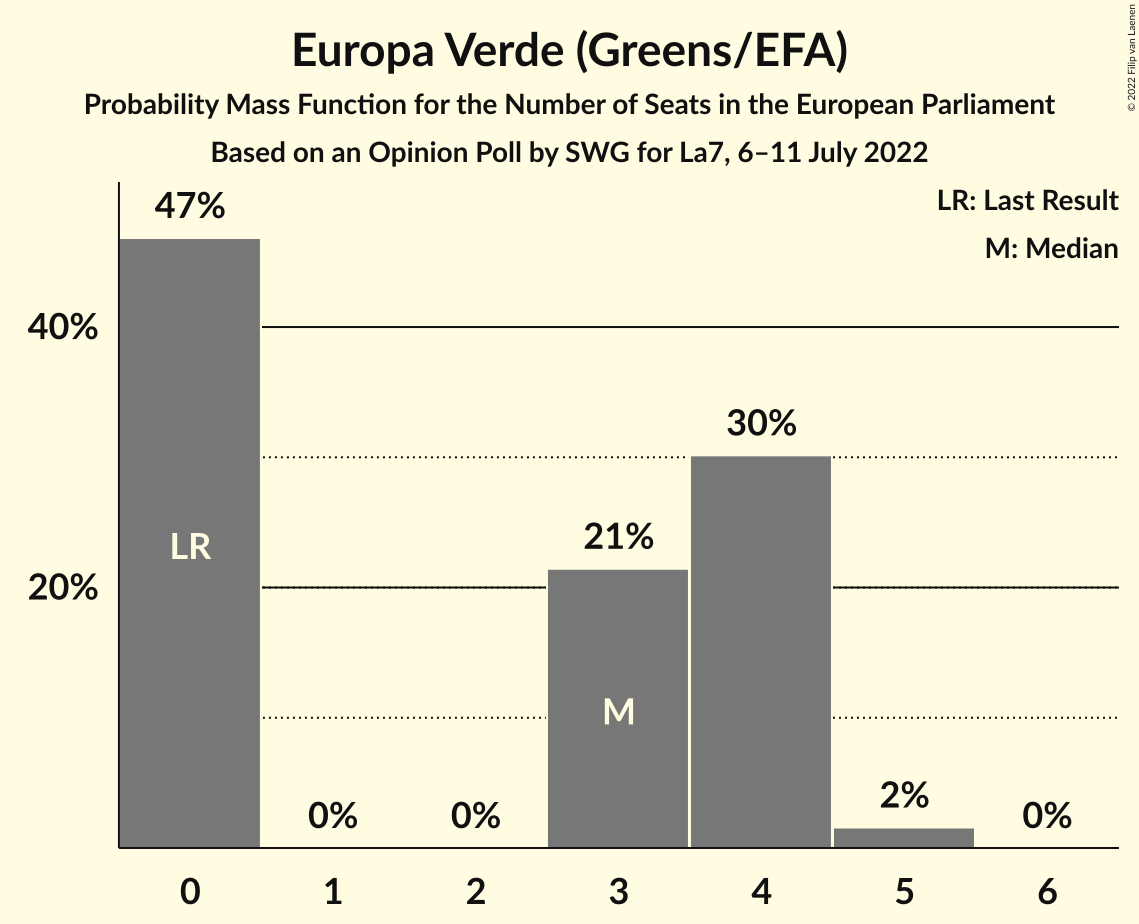 Europa Verde (Greens/EFA)
Probability Mass Function for the Number of Seats in the European Parliament
Based on an Opinion Poll by SWG for La7, 6–11 July 2022
© 2022 Filip van Laenen
LR: Last Result
M: Median
47%
40%
30%
21%
LR
20%
M
2%
0%
0%
0%
0
1
2
3
4
5
6